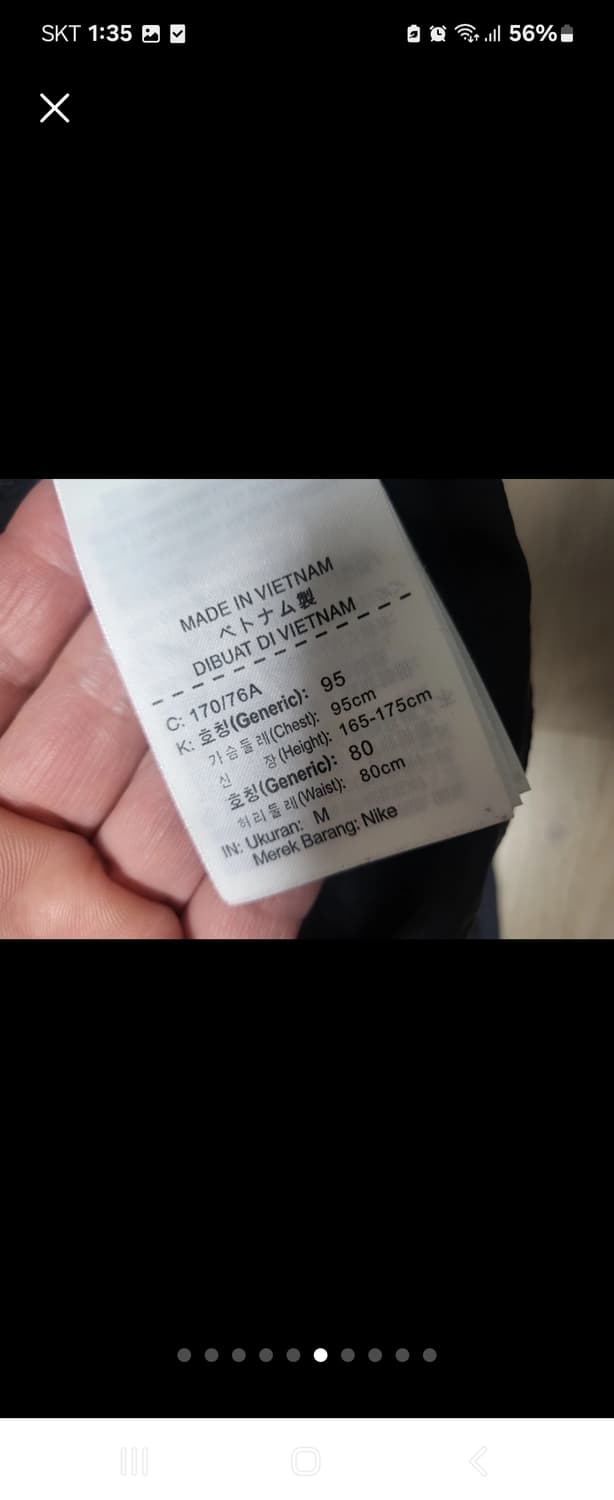 SKT 1:35
56%
MADE IN VIETNAM
ベトナム製
DIBUAT DI VIETNAM
C: 170/76A
K: 호칭(Generic): 95
가슴둘레(Chest): 95cm
신 장(Height): 165-175cm
호칭(Generic): 80
허리둘레(Waist): 80cm
IN: Ukuran: M
Merek Barang: Nike